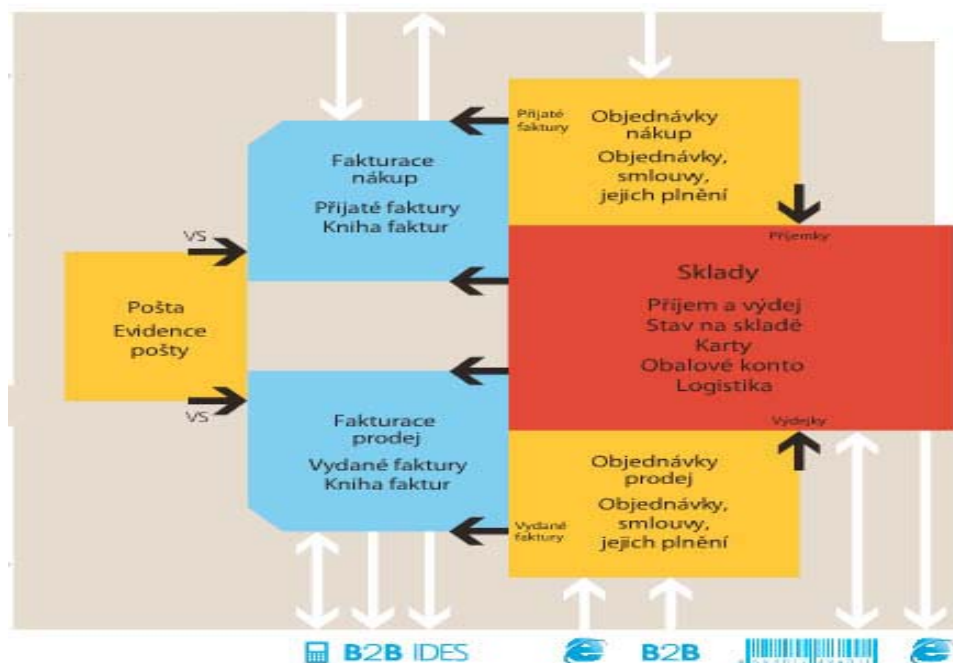 Přijaté
faktury
Objednávky
nákup
Objednávky,
smlouvy,
jejich plnění
Fakturace
nákup
Přijaté faktury
Kniha faktur
VS
Příjemky
Sklady
Příjem a výdej
Stav na skladě
Karty
Obalové konto
Logistika
Výdejky
Pošta
Evidence
pošty
VS
Fakturace
prodej
Vydané faktury
Kniha faktur
Objednávky
prodej
Objednávky,
smlouvy,
jejich plnění
Vydané
faktury
B2B IDES
B2B